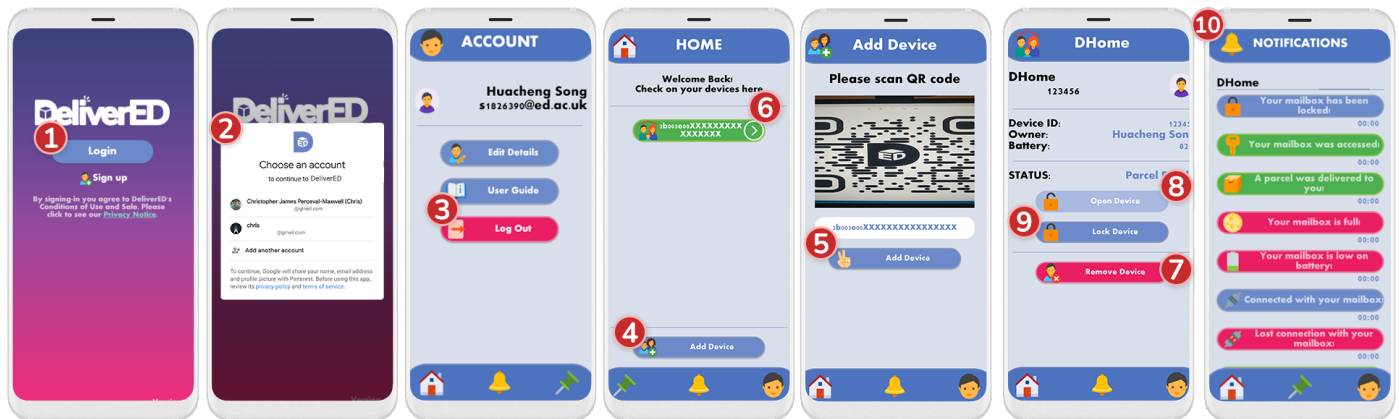 DeliverED
1
Login
Sign up
By signing-in you agree to DeliverED's
Conditions of Use and Sale. Please
click to see our Privacy Notice.
DeliverED
2
Choose an account
to continue to DeliverED
Christopher James Perceval-Maxwell (Chris)
@gmail.com
chris
@gmail.com
Add another account
To continue, Google will share your name, email address
and profile picture with Pinterest. Before using this app,
review its privacy policy and terms of service.
ACCOUNT
Huacheng Song
s1826390@ed.ac.uk
Edit Details
User Guide
3
Log Out
HOME
Welcome Back!
Check on your devices here
6
2b003800XXXXXXXXXX
XXXXXXX
4
Add Device
Add Device
Please scan QR code
D
2b003800XXXXXXXXXXXXXXXXX
5
Add Device
DHome
DHome
123456
Device ID:
Owner:
Huacheng Son
Battery:
82
STATUS:
Parcel
8
Open Device
9
Lock Device
Remove Device
7
10
NOTIFICATIONS
DHome
Your mailbox has been
locked!
00:00
Your mailbox was accessed!
00:00
A parcel was delivered to
you!
00:00
Your mailbox is full!
00:00
Your mailbox is low on
battery!
00:00
Connected with your mailbox!
00:00
Lost connection with your
mailbox!
00:00